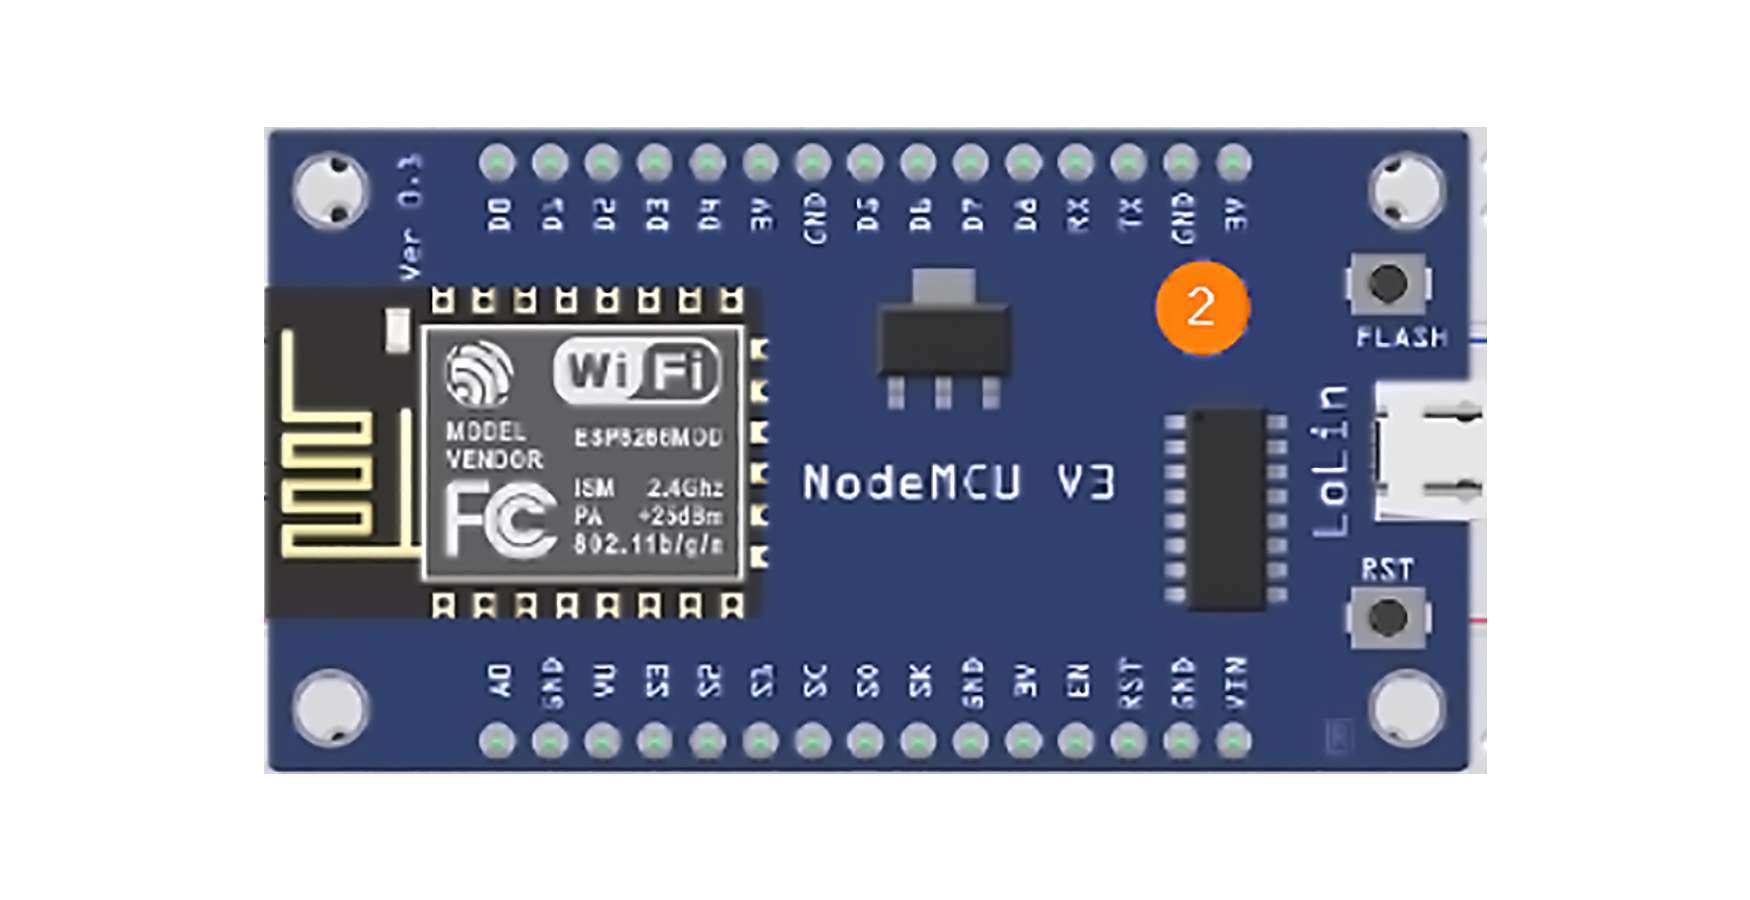 Ver 0.1
D0 D1 D2 D3 D4 3V GND D5 D6 D7 D8 RX TX GND 3V
2
FLASH
WiFi
MODEL
VENDOR
ESP8266MOD
FC
ISM 2.4Ghz
PA +25dBm
802.11b/g/n
NodeMCU V3
LoLin
RST
A0 GND VU S3 S2 S1 SC S0 SK GND 3V EN RST GND VIN